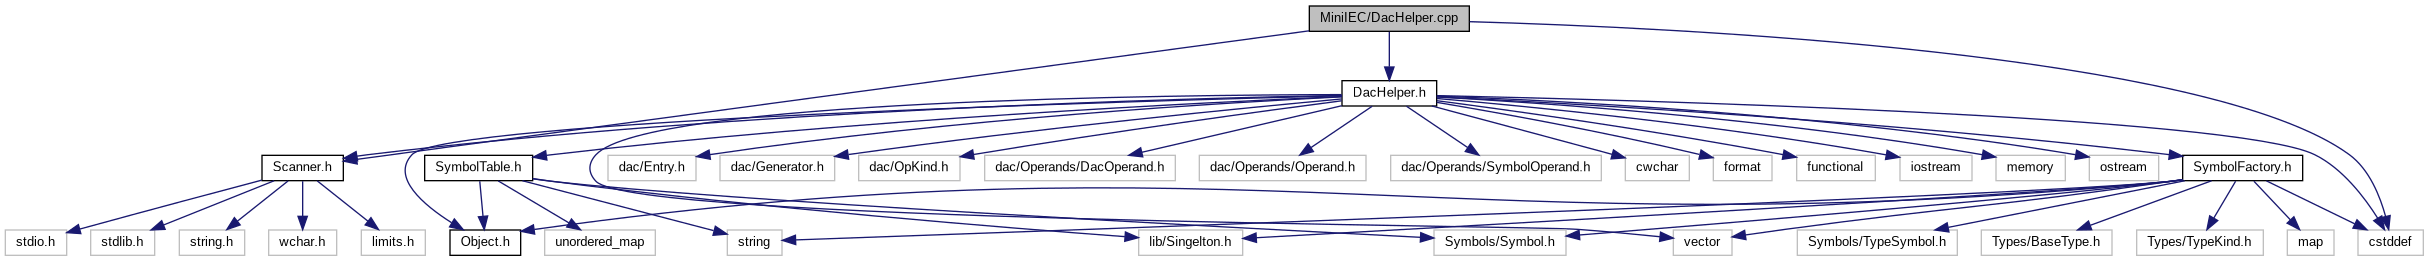 MiniIEC/DacHelper.cpp
DacHelper.h
Scanner.h
SymbolTable.h
dac/Entry.h
dac/Generator.h
dac/OpKind.h
dac/Operands/DacOperand.h
dac/Operands/Operand.h
dac/Operands/SymbolOperand.h
cwchar
format
functional
iostream
memory
ostream
SymbolFactory.h
stdio.h
stdlib.h
string.h
wchar.h
limits.h
Object.h
unordered_map
string
lib/Singelton.h
Symbols/Symbol.h
vector
Symbols/TypeSymbol.h
Types/BaseType.h
Types/TypeKind.h
map
cstddef